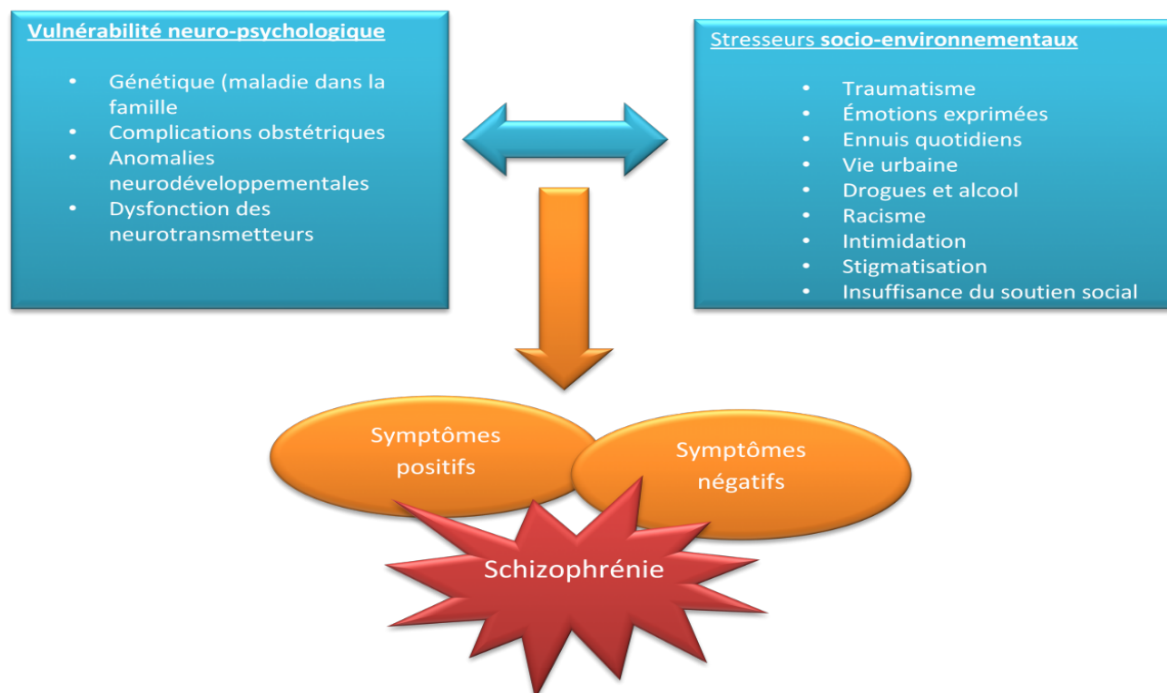 Vulnérabilité neuro-psychologique
• Génétique (maladie dans la
famille
• Complications obstétriques
• Anomalies
neurodéveloppementales
• Dysfonction des
neurotransmetteurs
Stresseurs socio-environnementaux
• Traumatisme
• Émotions exprimées
• Ennuis quotidiens
• Vie urbaine
• Drogues et alcool
• Racisme
• Intimidation
• Stigmatisation
• Insuffisance du soutien social
Symptômes
positifs
Symptômes
négatifs
Schizophrénie